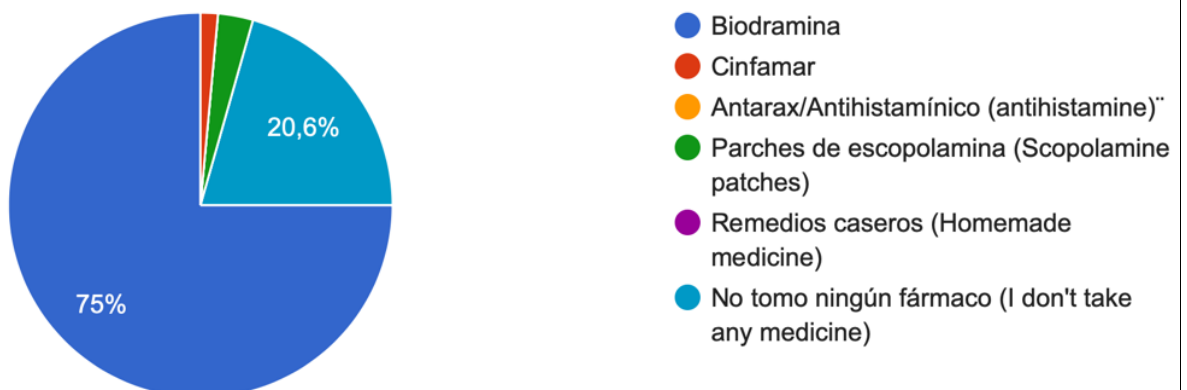 Biodramina
Cinfamar
Antarax/Antihistamínico (antihistamine)¨
Parches de escopolamina (Scopolamine
patches)
Remedios caseros (Homemade
medicine)
No tomo ningún fármaco (I don't take
any medicine)
20,6%
75%